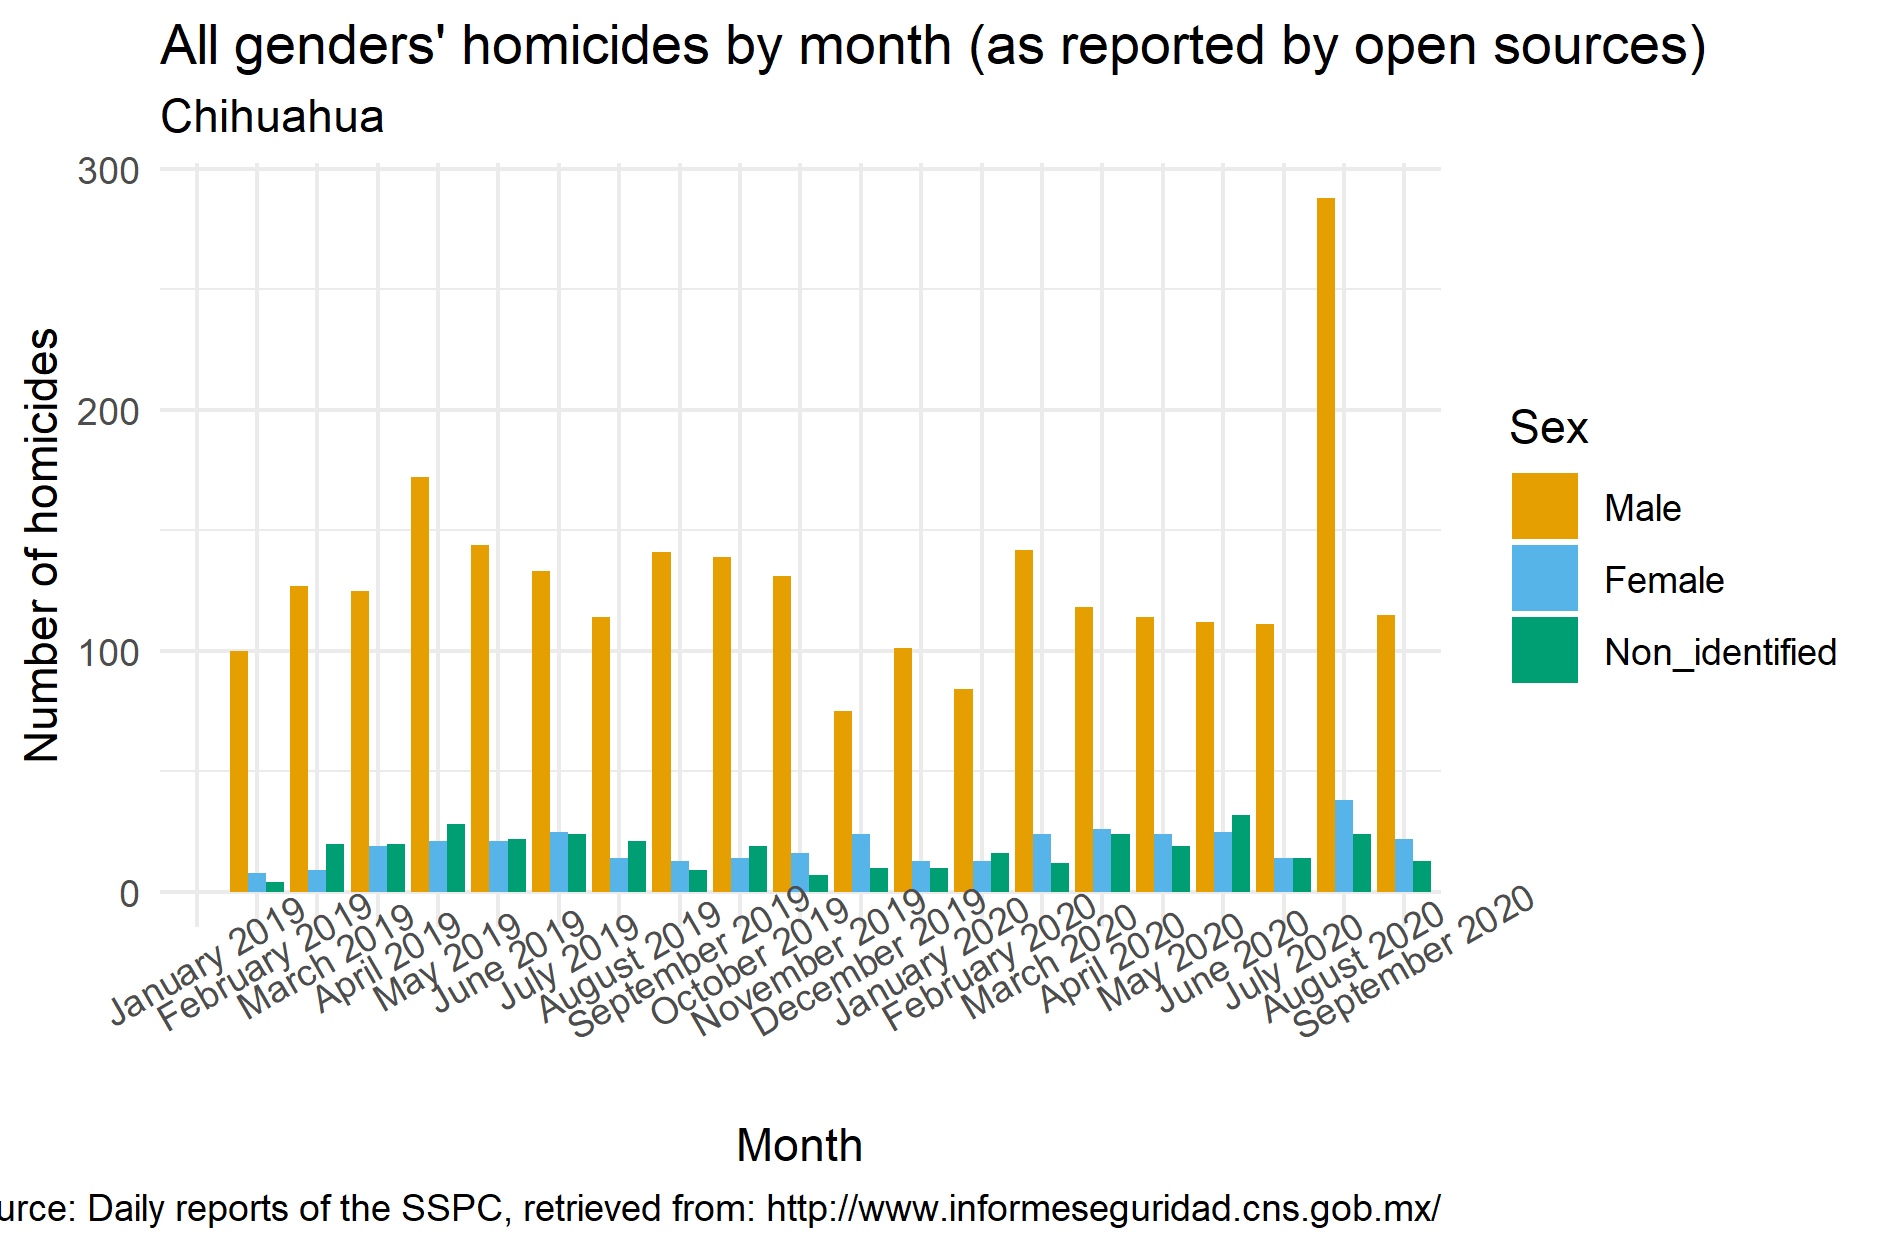 All genders' homicides by month (as reported by open sources)
Chihuahua
300
200
100
0
Number of homicides
January 2019
February 2019
March 2019
April 2019
May 2019
June 2019
July 2019
August 2019
September 2019
October 2019
November 2019
December 2019
January 2020
February 2020
March 2020
April 2020
May 2020
June 2020
July 2020
August 2020
September 2020
Month
Sex
Male
Female
Non_identified
urce: Daily reports of the SSPC, retrieved from: http://www.informeseguridad.cns.gob.mx/